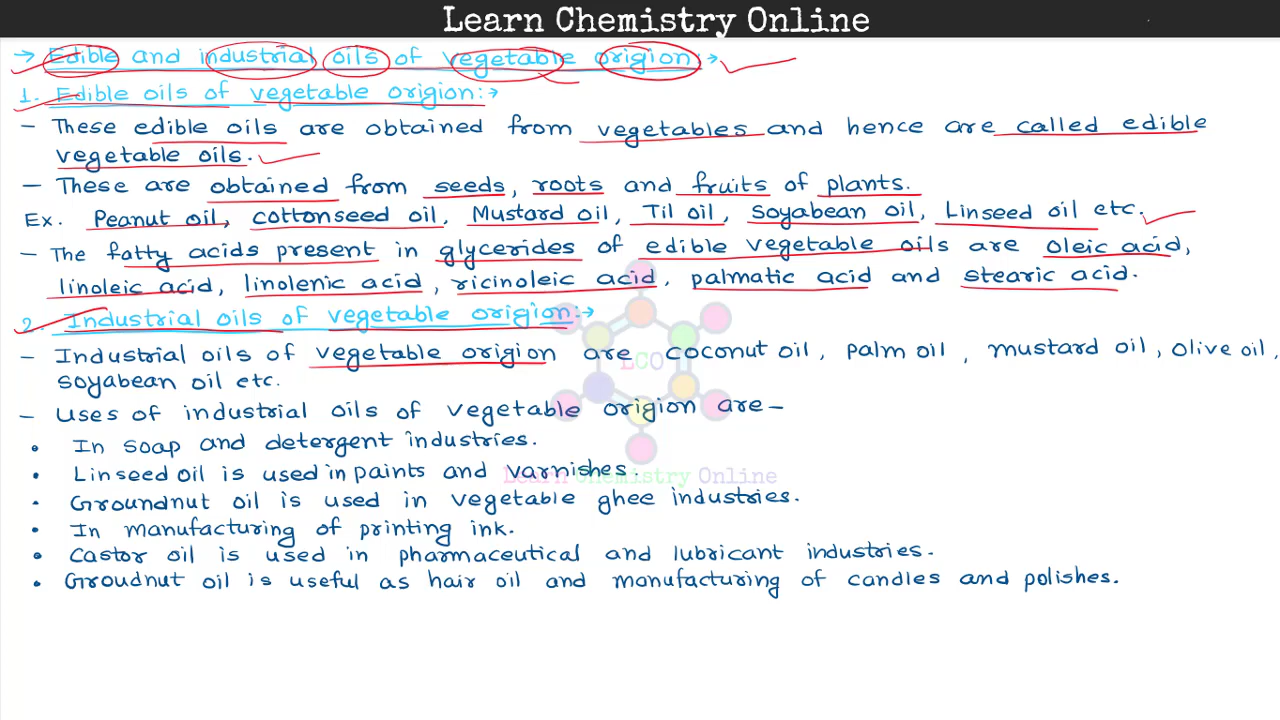 Learn Chemistry Online
→ Edible and industrial oils of vegetable origion →
1. Edible oils of vegetable origion :→
- These edible oils are obtained from vegetables and hence are called edible
vegetable oils.
- These are obtained from seeds, roots and fruits of plants.
Ex. Peanut oil, cottonseed oil, Mustard oil, Til oil, Soyabean oil, Linseed oil etc.
- The fatty acids present in glycerides of edible vegetable oils are oleic acid,
linoleic acid, linolenic acid, ricinoleic acid, palmatic acid and stearic acid.
2. Industrial oils of vegetable origion :→
- Industrial oils of vegetable origion are coconut oil, palm oil, mustard oil, olive oil,
soyabean oil etc.
LCO
- Uses of industrial oils of vegetable origion are -
• In soap and detergent industries.
• Linseed oil is used in paints and varnishes.
Learn Chemistry Online
• Groundnut oil is used in vegetable ghee industries.
• In manufacturing of printing ink.
• Castor oil is used in pharmaceutical and lubricant industries.
• Groudnut oil is useful as hair oil and manufacturing of candles and polishes.